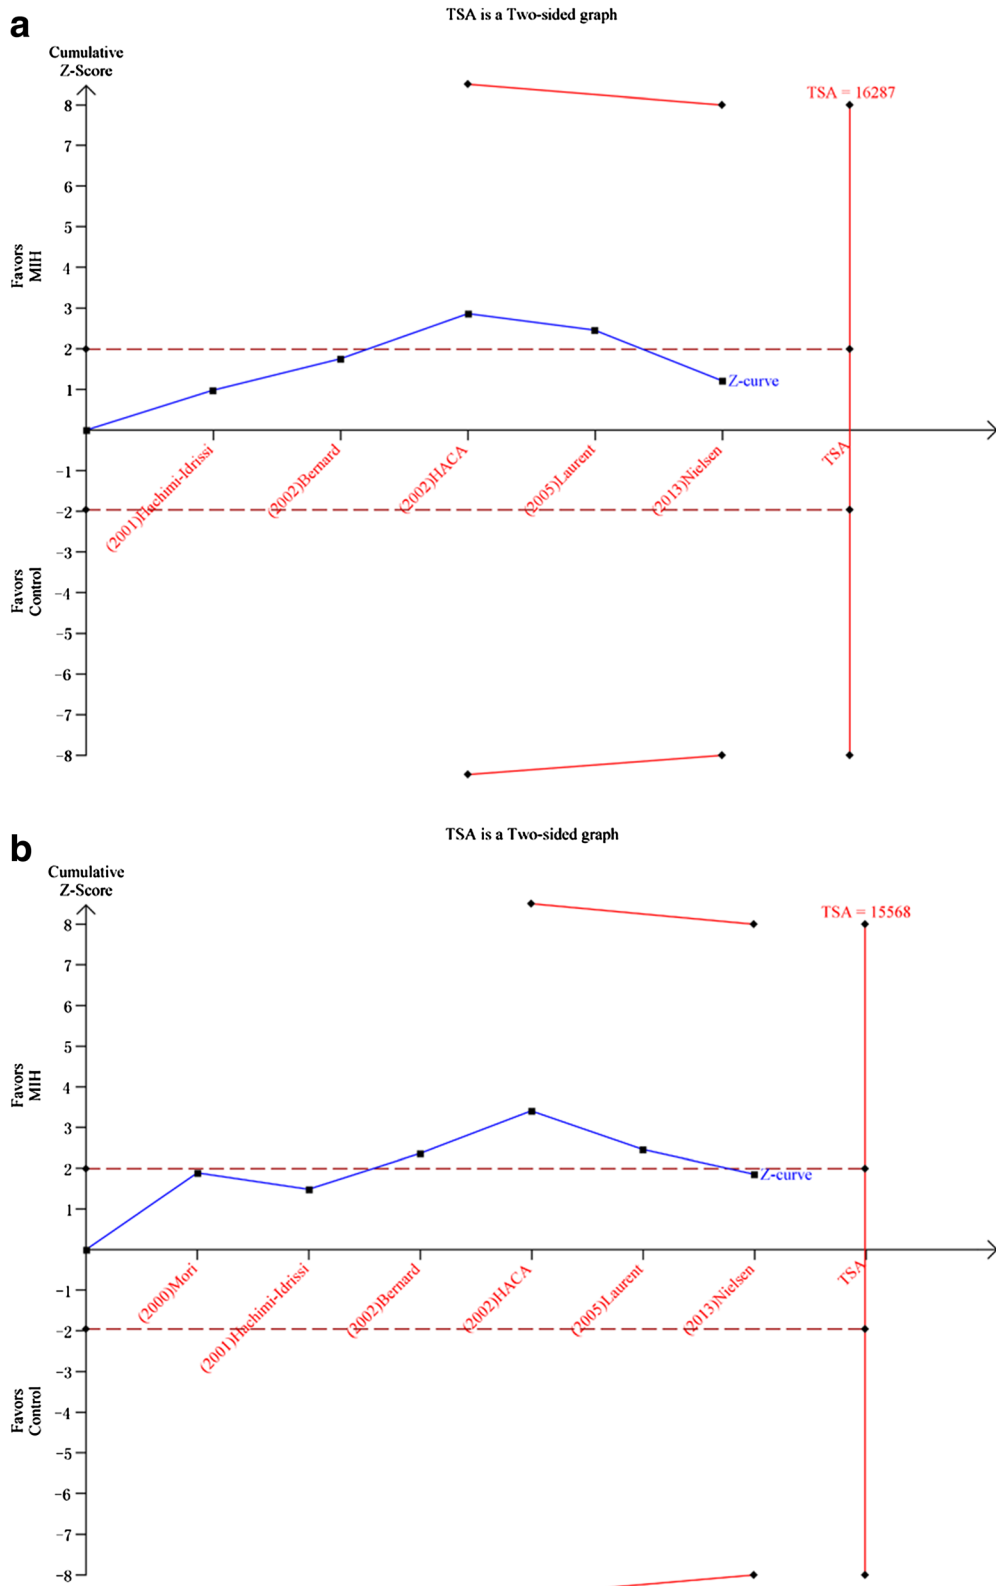 a
TSA is a Two-sided graph
Cumulative
Z-Score
TSA = 16287
8
7
6
5
4
3
2
1
Favors
MIH
Z-curve
(2001)Hachimi-Idrissi
(2002)Bernard
(2002)HACA
(2005)Laurent
(2013)Nielsen
TSA
-1
-2
-3
-4
-5
-6
-7
-8
Favors
Control
b
TSA is a Two-sided graph
Cumulative
Z-Score
TSA = 15568
8
7
6
5
4
3
2
1
Favors
MIH
Z-curve
(2000)Mori
(2001)Hachimi-Idrissi
(2002)Bernard
(2002)HACA
(2005)Laurent
(2013)Nielsen
TSA
-1
-2
-3
-4
-5
-6
-7
-8
Favors
Control